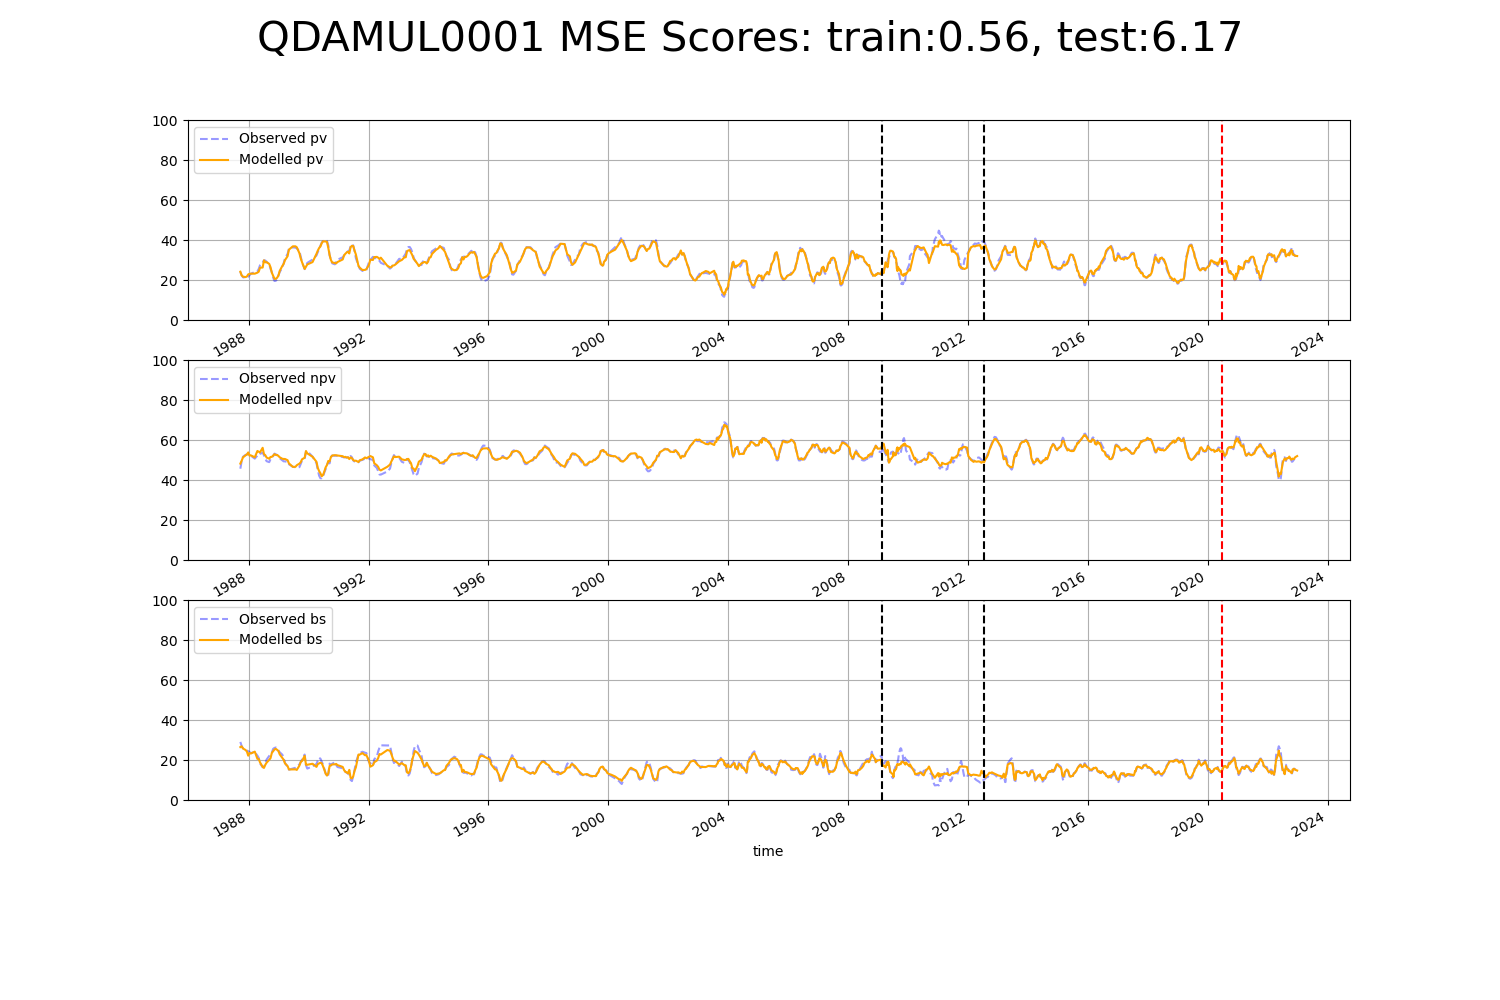 QDAMUL0001 MSE Scores: train:0.56, test:6.17
100
80
60
40
20
0
Observed pv
Modelled pv
1988 1992 1996 2000 2004 2008 2012 2016 2020 2024
100
80
60
40
20
0
Observed npv
Modelled npv
1988 1992 1996 2000 2004 2008 2012 2016 2020 2024
100
80
60
40
20
0
Observed bs
Modelled bs
1988 1992 1996 2000 2004 2008 2012 2016 2020 2024
time